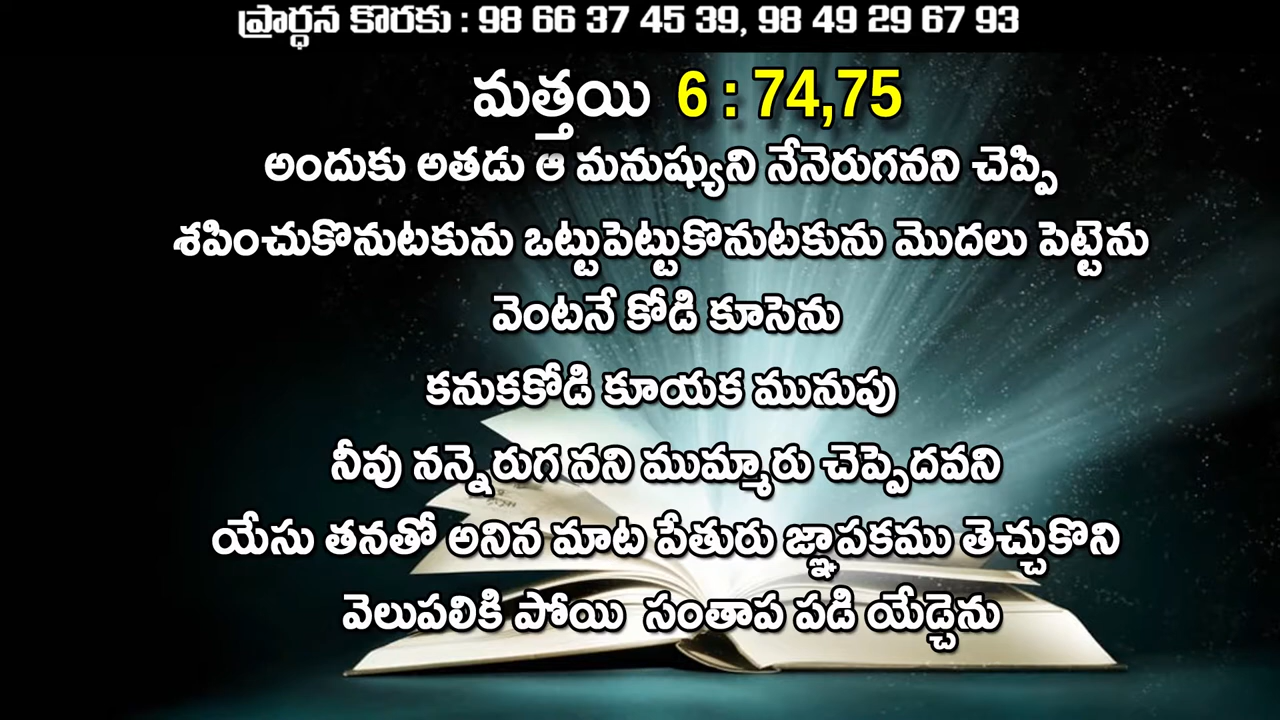 ప్రార్ధన కొరకు : 98 66 37 45 39, 98 49 29 67 93
మత్తయి 6 : 74,75
అందుకు అతడు ఆ మనుష్యుని నేనెరుగనని చెప్పి
శపించుకొనుటకును ఒట్టుపెట్టుకొనుటకును మొదలు పెట్టెను
వెంటనే కోడి కూసెను
కనుకకోడి కూయక మునుపు
నీవు నన్నెరుగ నని ముమ్మారు చెప్పెదవని
యేసు తనతో అనిన మాట పేతురు జ్ఞాపకము తెచ్చుకొని
వెలుపలికి పోయి సంతాప పడి యేడ్చెను